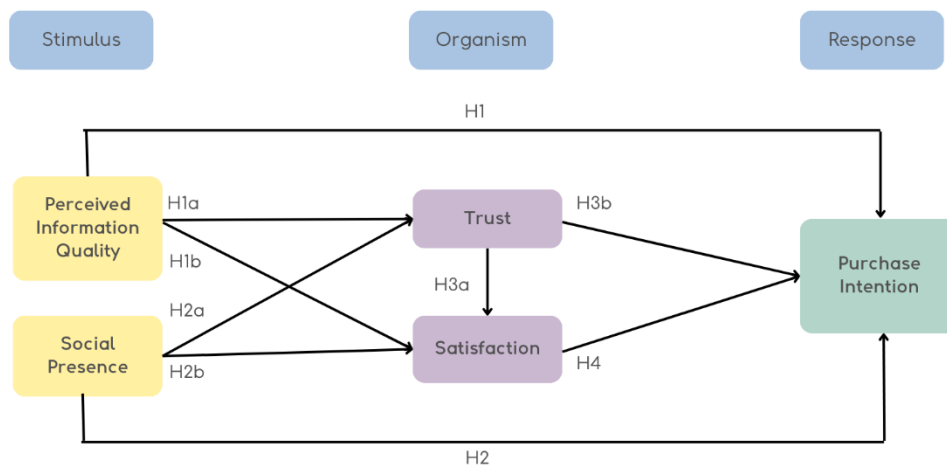 Stimulus
Organism
Response
H1
Perceived
Information
Quality
H1a
H1b
Trust
H3b
H3a
Purchase
Intention
H2a
Social
Presence
H2b
Satisfaction
H4
H2